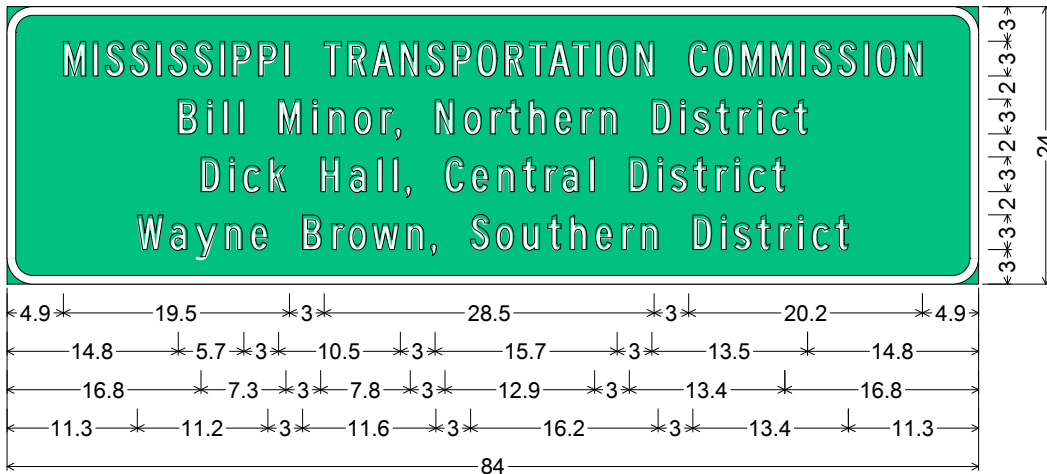 MISSISSIPPI TRANSPORTATION COMMISSION
Bill Minor, Northern District
Dick Hall, Central District
Wayne Brown, Southern District
3
3
2
3
2
3
2
3
3
24
4.9 19.5 3 28.5 3 20.2 4.9
14.8 5.7 3 10.5 3 15.7 3 13.5 14.8
16.8 7.3 3 7.8 3 12.9 3 13.4 16.8
11.3 11.2 3 11.6 3 16.2 3 13.4 11.3
84